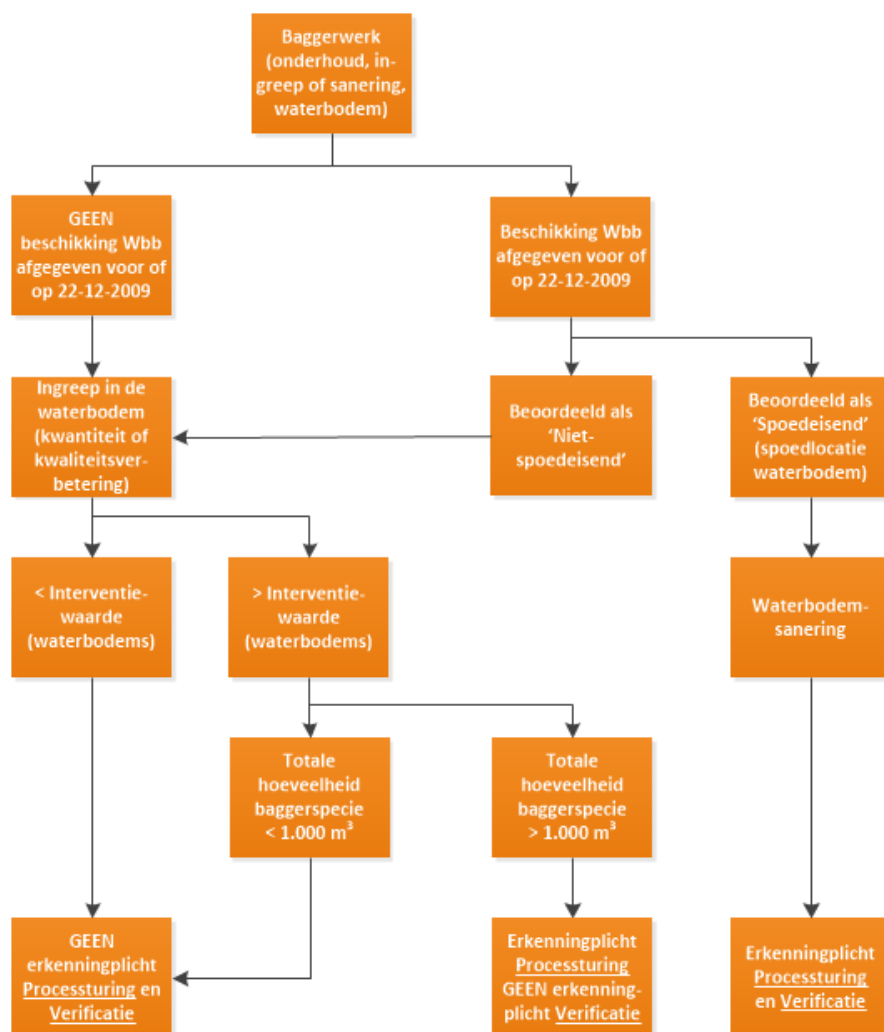 Baggerwerk
(onderhoud, in-
greep of sanering,
waterbodem)
GEEN
beschikking Wbb
afgegeven voor of
op 22-12-2009
Beschikking Wbb
afgegeven voor of
op 22-12-2009
Ingreep in de
waterbodem
(kwantiteit of
kwaliteitsver-
betering)
Beoordeeld als
‘Niet-
spoedeisend’
Beoordeeld als
‘Spoedeisend’
(spoedlocatie
waterbodem)
< Interventie-
waarde
(waterbodems)
> Interventie-
waarde
(waterbodems)
Waterbodem-
sanering
Totale
hoeveelheid
baggerspecie
< 1.000 m³
Totale
hoeveelheid
baggerspecie
> 1.000 m³
GEEN
erkenningplicht
Processturing en
Verificatie
Erkenningplicht
Processturing
GEEN erkenning-
plicht Verificatie
Erkenningplicht
Processturing
en Verificatie